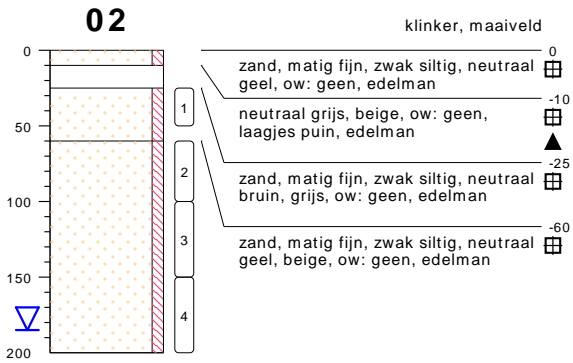 02
klinker, maaiveld
0
0
zand, matig fijn, zwak siltig, neutraal
geel, ow: geen, edelman
-10
neutraal grijs, beige, ow: geen,
laagjes puin, edelman
-25
zand, matig fijn, zwak siltig, neutraal
bruin, grijs, ow: geen, edelman
-60
zand, matig fijn, zwak siltig, neutraal
geel, beige, ow: geen, edelman
50
100
150
200
1
2
3
4